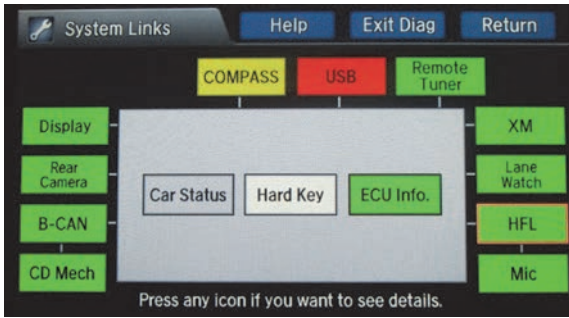 System Links
Help
Exit Diag
Return
COMPASS
USB
Remote
Tuner
Display
XM
Rear
Camera
Car Status
Hard Key
ECU Info.
Lane
Watch
B-CAN
HFL
CD Mech
Mic
Press any icon if you want to see details.